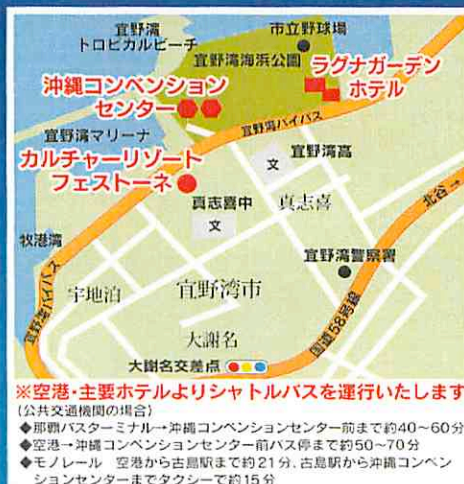 宜野湾
トロピカルビーチ
市立野球場
宜野湾海浜公園
ラグナガーデン
ホテル
沖縄コンベンション
センター
宜野湾マリーナ
宜野湾バイパス
カルチャーリゾート
フェストーネ
文
宜野湾高
真志喜中
文
真志喜
北谷→
牧港湾
宜野湾警察署
宜野湾バイパス
宇地泊
宜野湾市
国道58号線
大謝名
大謝名交差点
※空港・主要ホテルよりシャトルバスを運行いたします
(公共交通機関の場合)
◆那覇バスターミナル→沖縄コンベンションセンター前まで約40~60分
◆空港→沖縄コンベンションセンター前バス停まで約50~70分
◆モノレール 空港から古島駅まで約21分、古島駅から沖縄コンベン
ションセンターまでタクシーで約15分